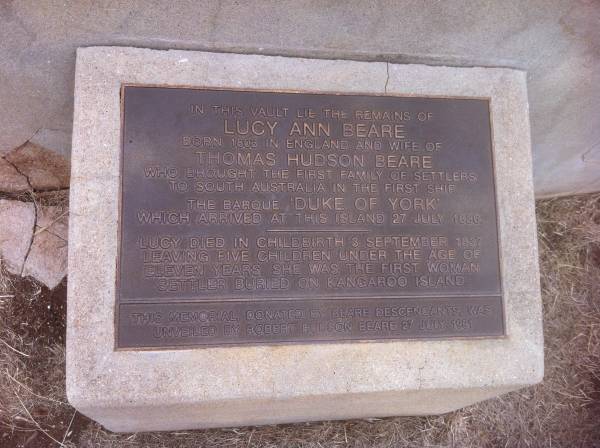 IN THIS VAULT LIE THE REMAINS OF
LUCY ANN BEARE
BORN 1803 IN ENGLAND AND WIFE OF
THOMAS HUDSON BEARE
WHO BROUGHT THE FIRST FAMILY OF SETTLERS
TO SOUTH AUSTRALIA IN THE FIRST SHIP
THE BARQUE 'DUKE OF YORK'
WHICH ARRIVED AT THIS ISLAND 27 JULY 1836
LUCY DIED IN CHILDBIRTH 3 SEPTEMBER 1837
LEAVING FIVE CHILDREN UNDER THE AGE OF
ELEVEN YEARS. SHE WAS THE FIRST WOMAN
SETTLER BURIED ON KANGAROO ISLAND
THIS MEMORIAL, DONATED BY BEARE DESCENDANTS, WAS
UNVEILED BY ROBERT HUDSON BEARE 27 JULY